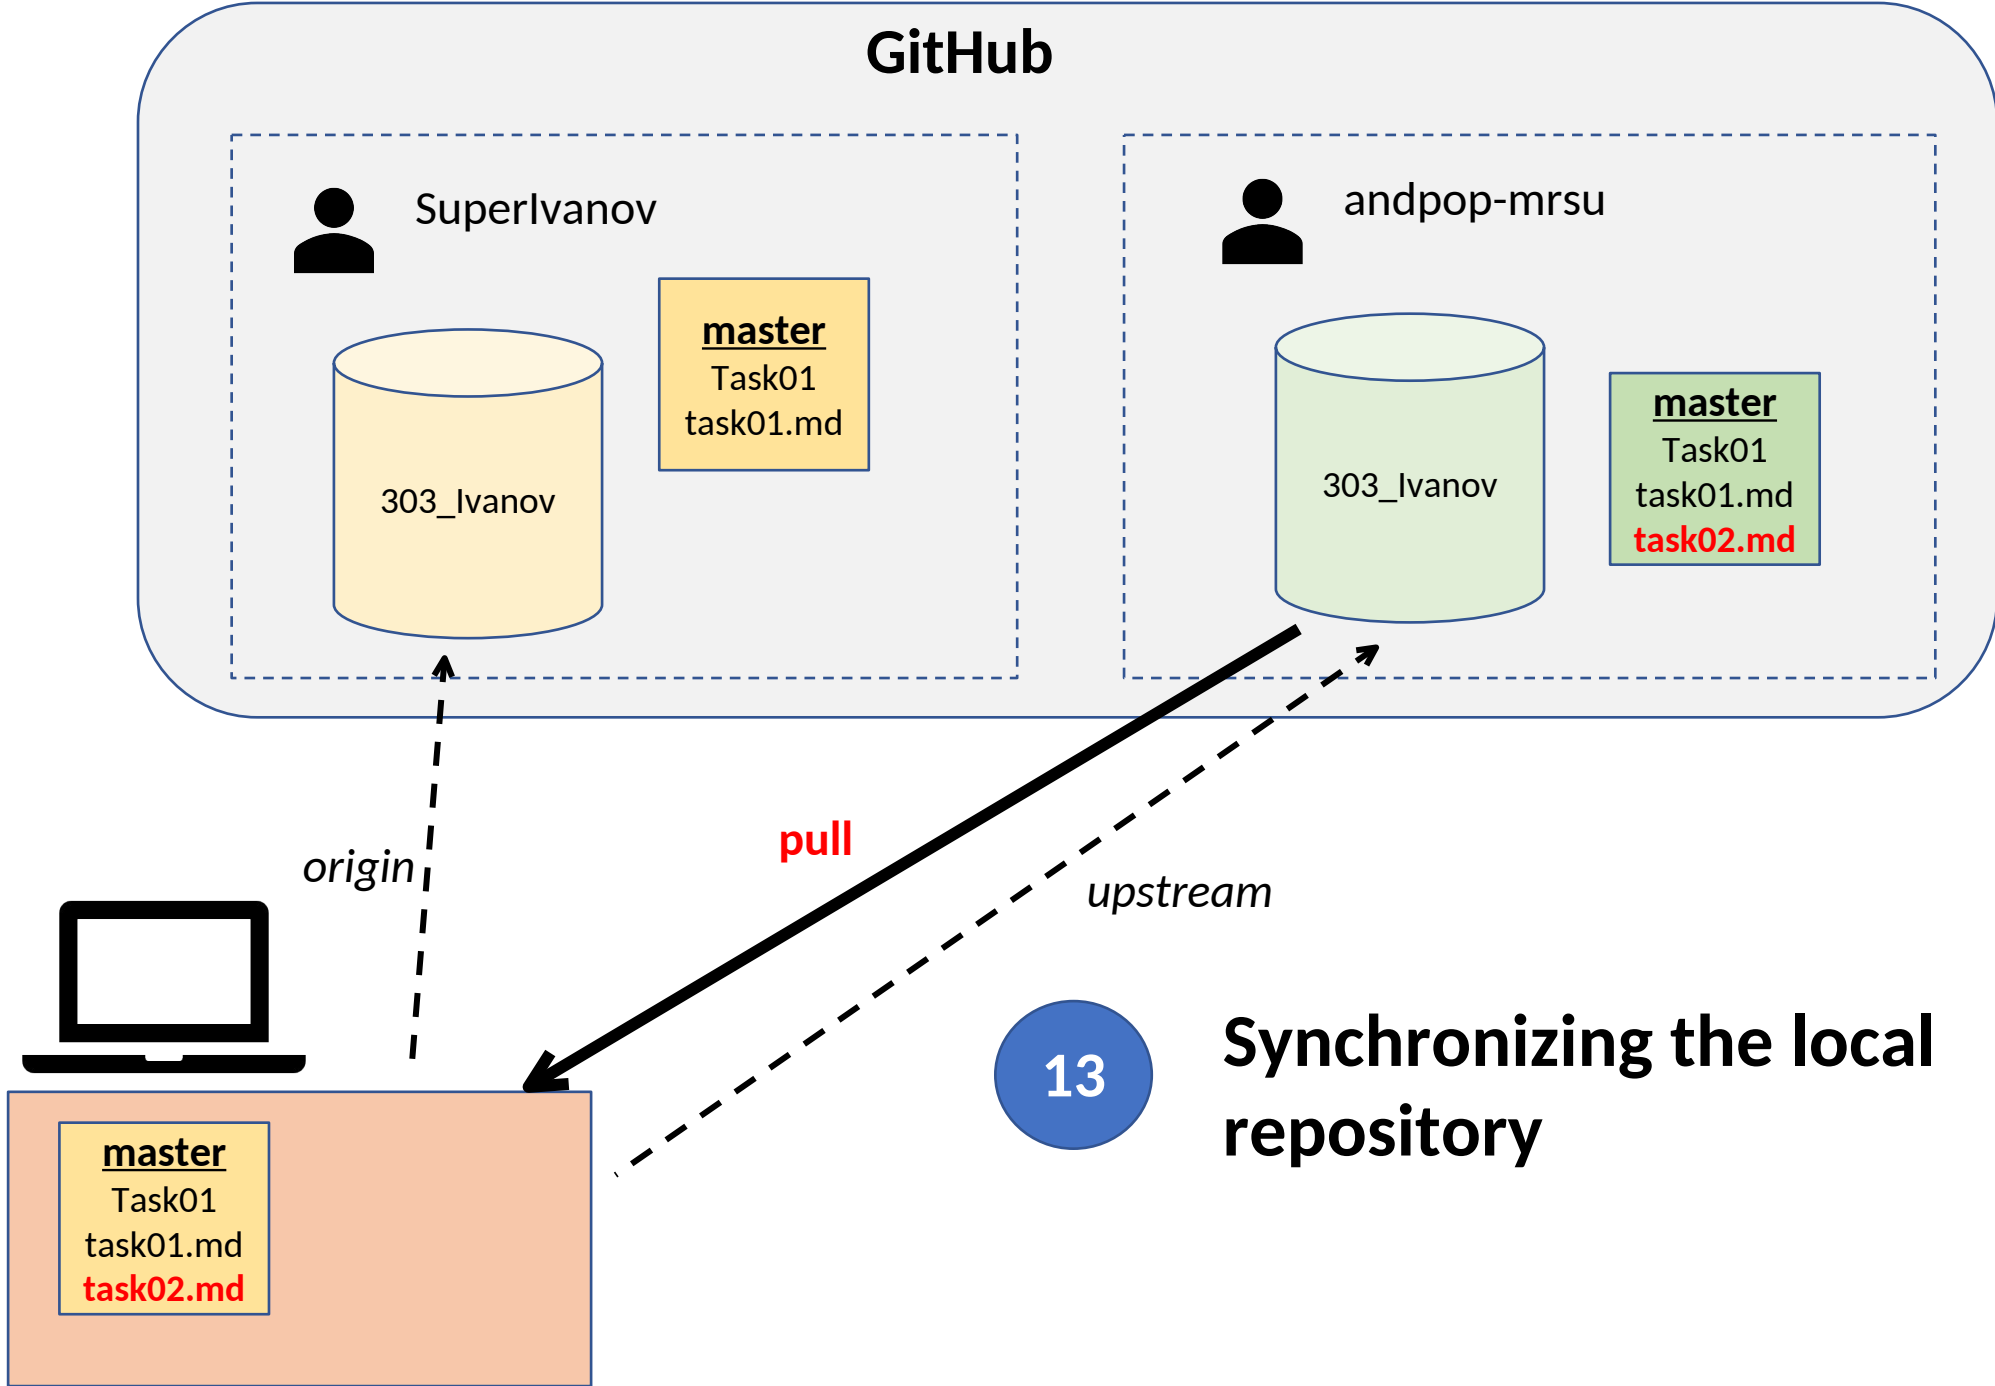 GitHub
SuperIvanov
master
Task01
task01.md
303_Ivanov
andpop-mrsu
303_Ivanov
master
Task01
task01.md
task02.md
origin
pull
upstream
13
Synchronizing the local
repository
master
Task01
task01.md
task02.md